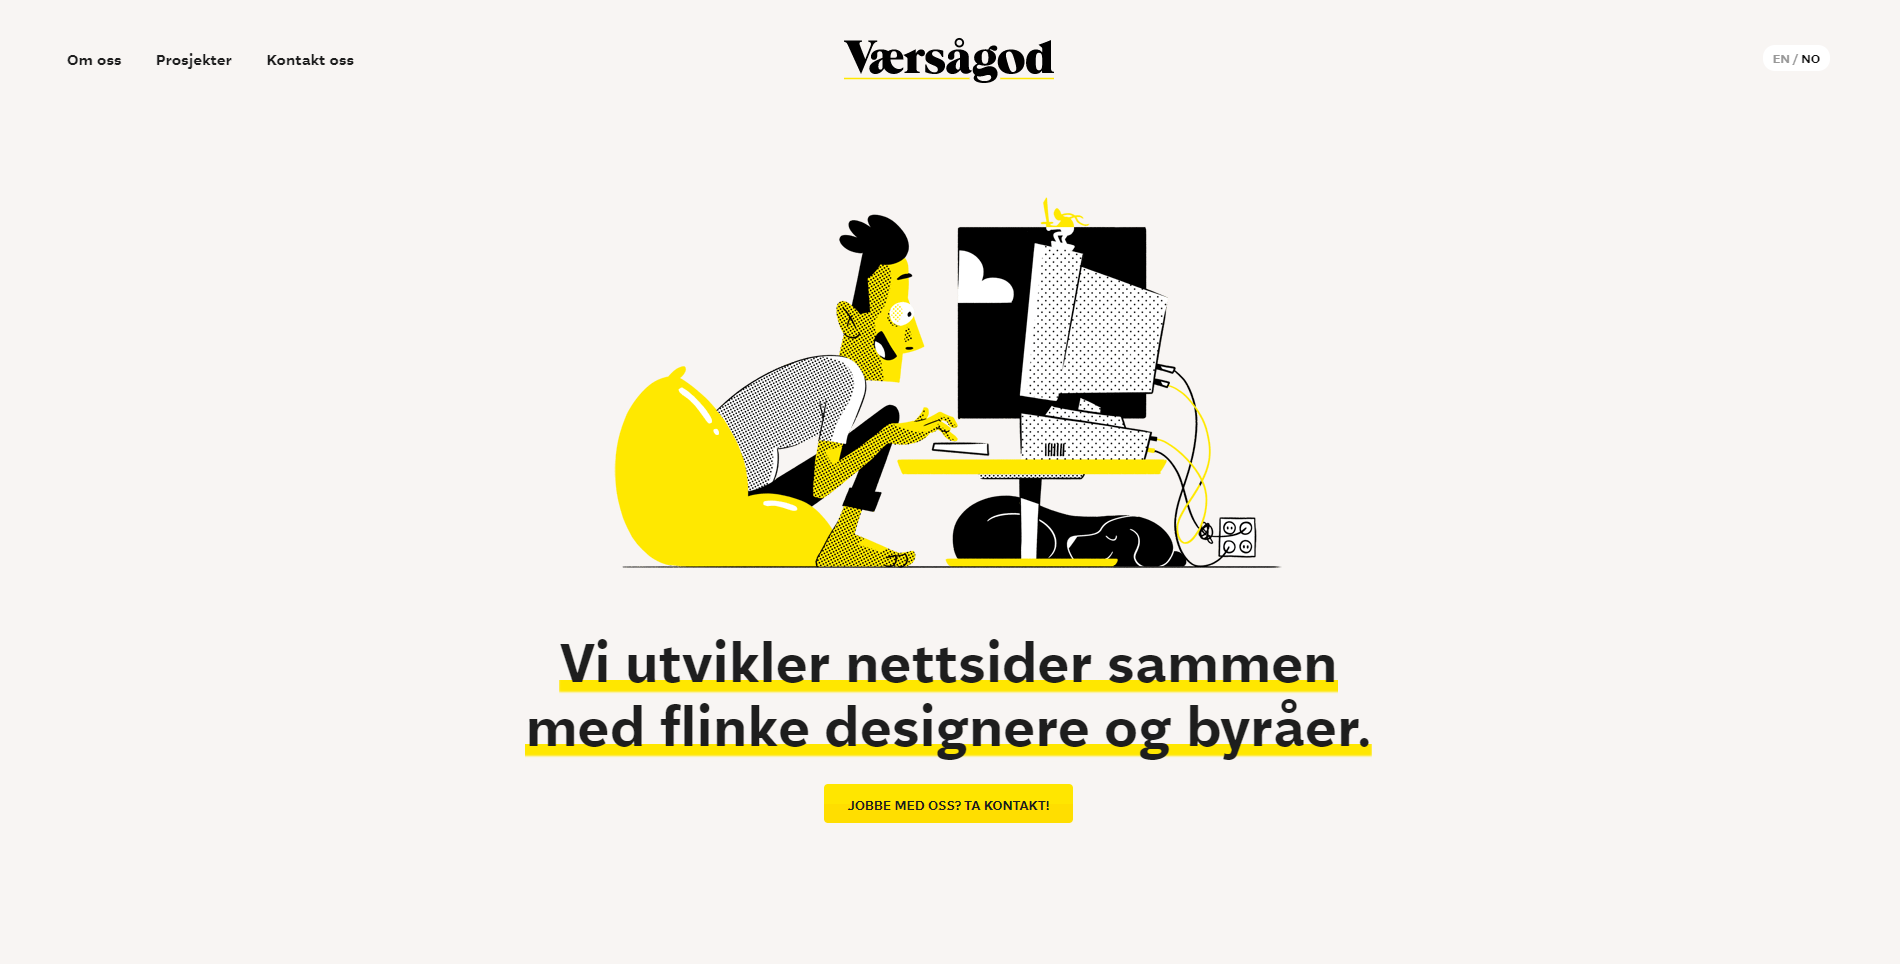 Om oss
Prosjekter
Kontakt oss
Værsågod
EN / NO
Vi utvikler nettsider sammen
med flinke designere og byråer.
JOBBE MED OSS? TA KONTAKT!